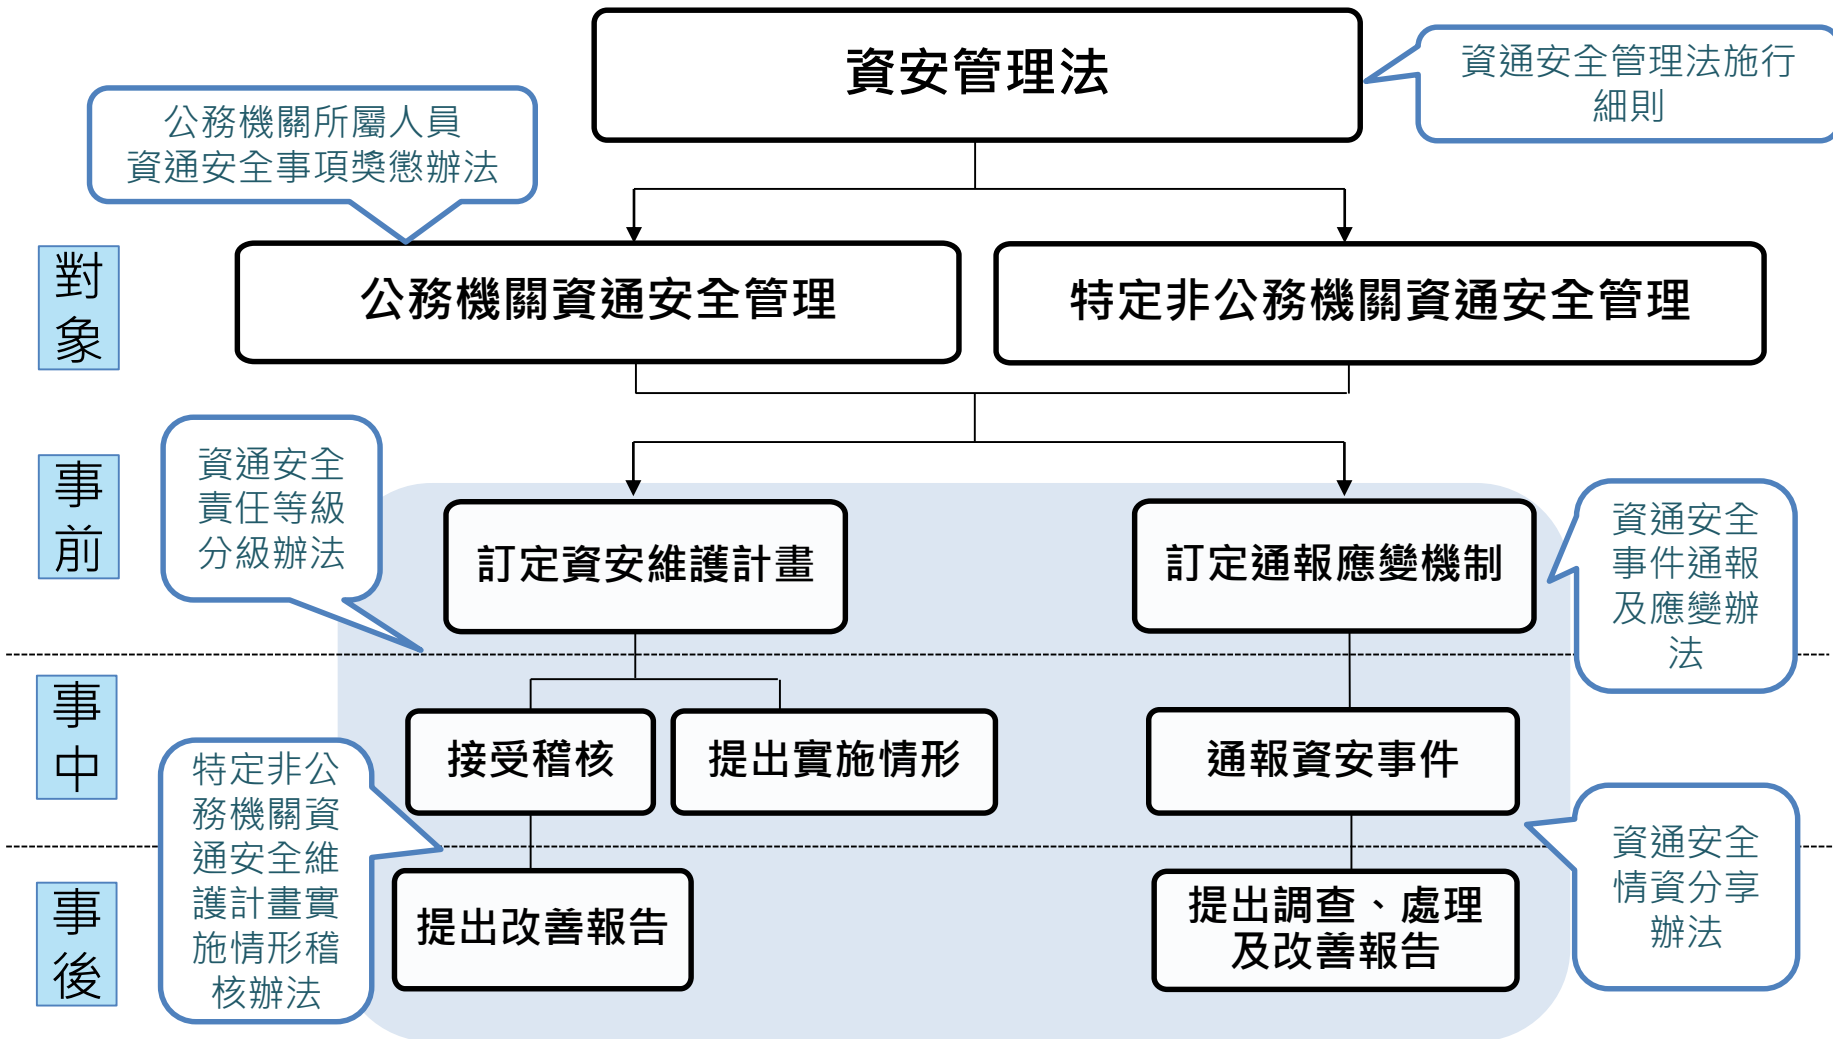 資安管理法
資通安全管理法施行
細則
公務機關所屬人員
資通安全事項獎懲辦法
對
象
公務機關資通安全管理
特定非公務機關資通安全管理
事
前
資通安全
責任等級
分級辦法
訂定資安維護計畫
訂定通報應變機制
資通安全
事件通報
及應變辦
法
事
中
接受稽核
提出實施情形
通報資安事件
特定非公
務機關資
通安全維
護計畫實
施情形稽
核辦法
資通安全
情資分享
辦法
事
後
提出改善報告
提出調查、處理
及改善報告